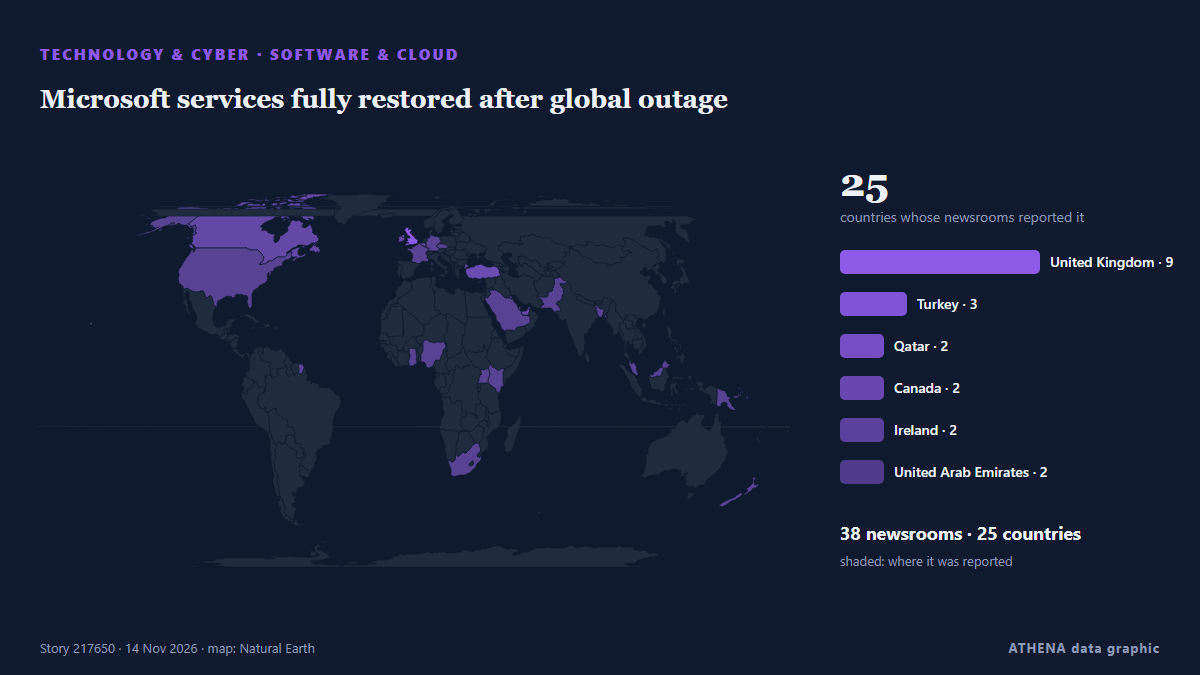 TECHNOLOGY & CYBER · SOFTWARE & CLOUD
Microsoft services fully restored after global outage
25
countries whose newsrooms reported it
United Kingdom · 9
Turkey · 3
Qatar · 2
Canada · 2
Ireland · 2
United Arab Emirates · 2
38 newsrooms · 25 countries
shaded: where it was reported
Story 217650 · 14 Nov 2026 · map: Natural Earth
ATHENA data graphic